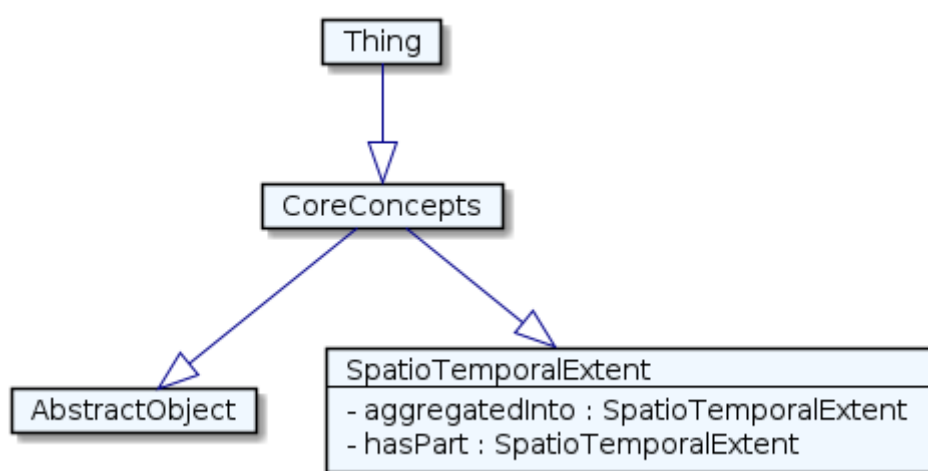 Thing
CoreConcepts
AbstractObject
SpatioTemporalExtent
- aggregatedInto : SpatioTemporalExtent
- hasPart : SpatioTemporalExtent